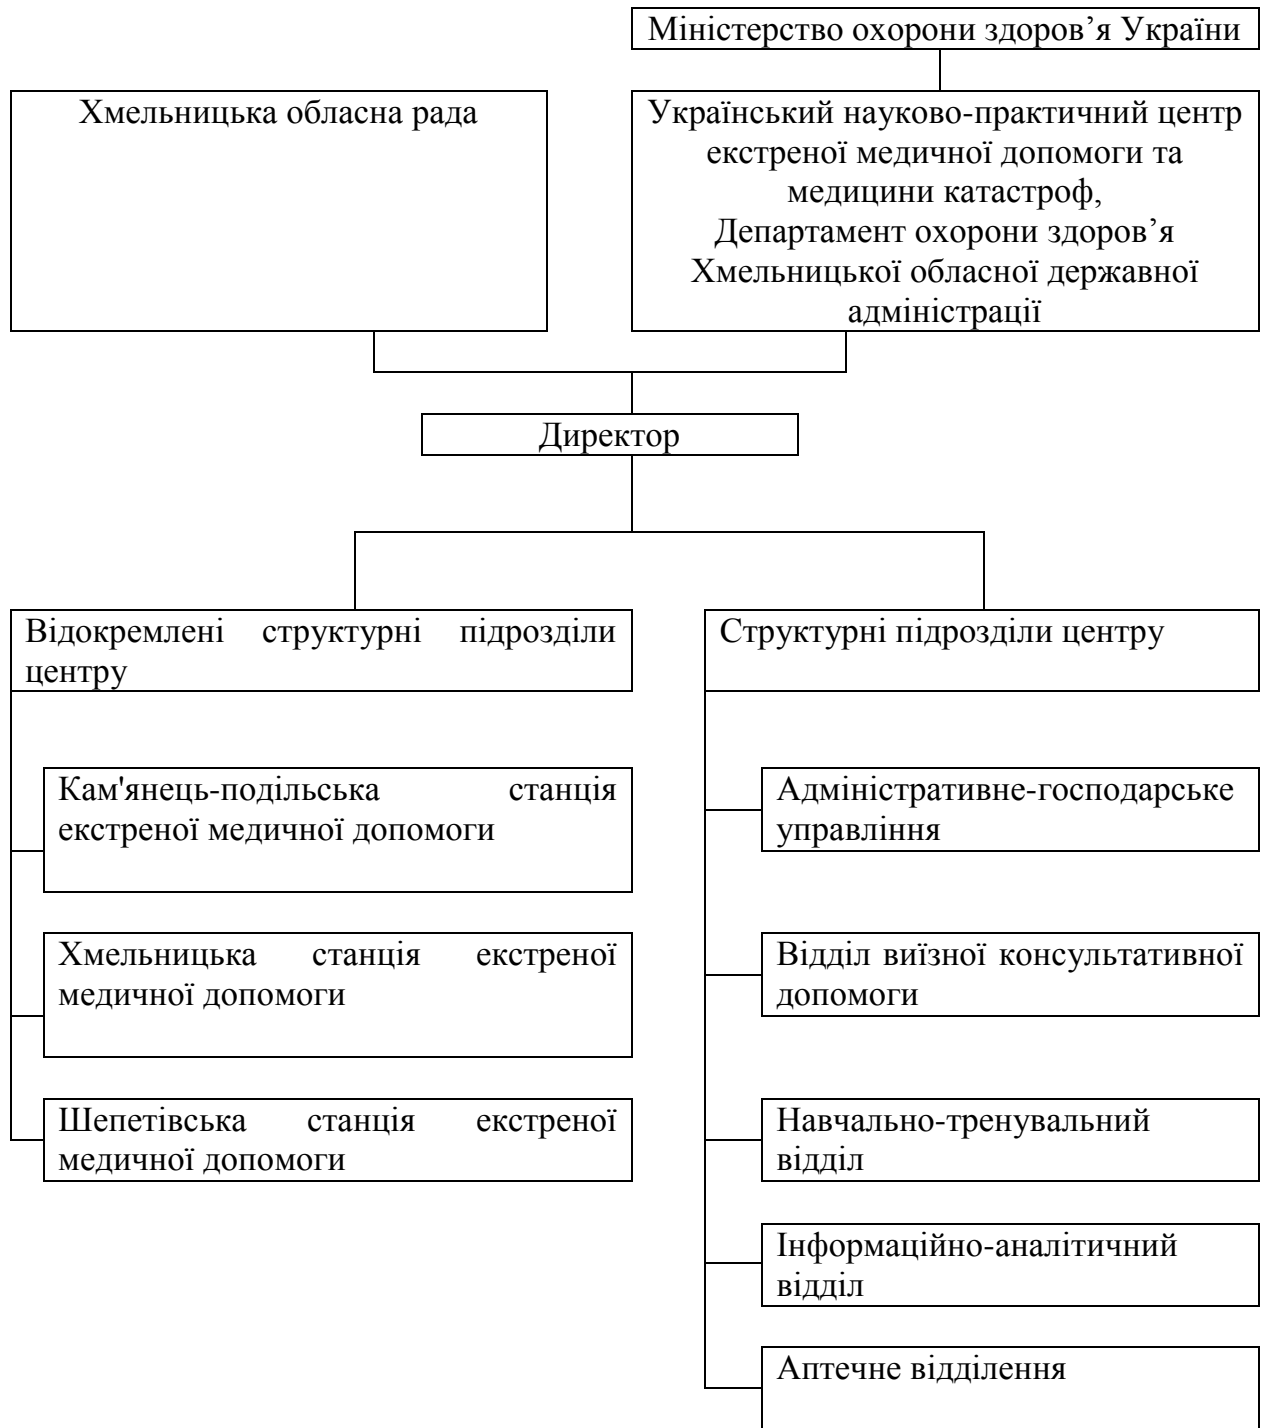 Міністерство охорони здоров’я України
Хмельницька обласна рада
Український науково-практичний центр
екстреної медичної допомоги та
медицини катастроф,
Департамент охорони здоров’я
Хмельницької обласної державної
адміністрації
Директор
Відокремлені структурні підрозділи
центру
Структурні підрозділи центру
Кам'янець-подільська станція
екстреної медичної допомоги
Адміністративне-господарське
управління
Хмельницька станція екстреної
медичної допомоги
Відділ виїзної консультативної
допомоги
Шепетівська станція екстреної
медичної допомоги
Навчально-тренувальний
відділ
Інформаційно-аналітичний
відділ
Аптечне відділення